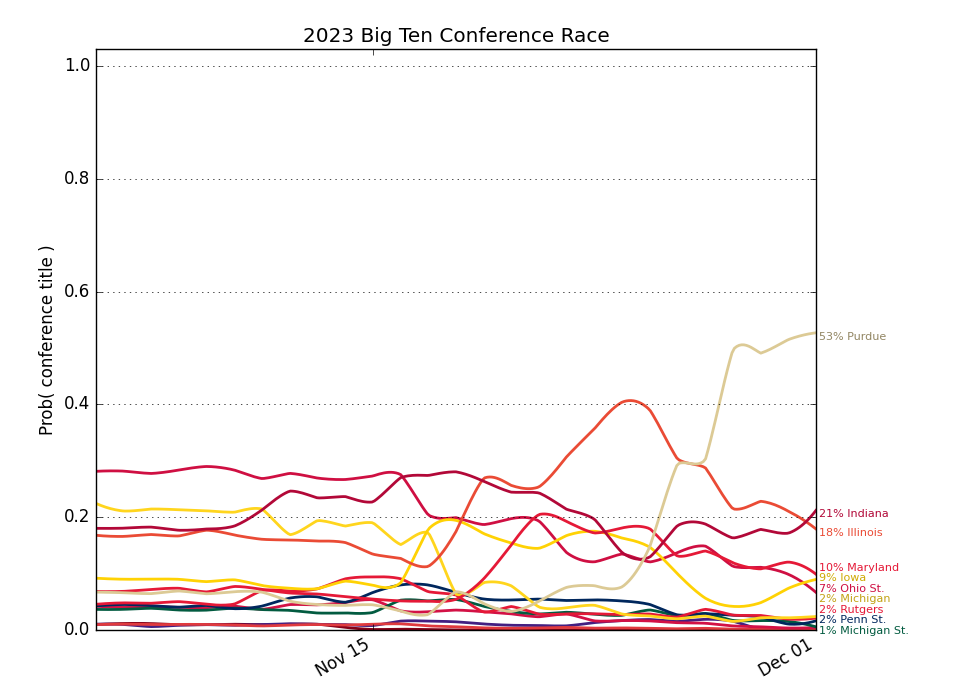 2023 Big Ten Conference Race
Prob( conference title )
1.0
0.8
0.6
0.4
0.2
0.0
Nov 15
Dec 01
53% Purdue
21% Indiana
18% Illinois
10% Maryland
9% Iowa
7% Ohio St.
2% Michigan
2% Rutgers
2% Penn St.
1% Michigan St.